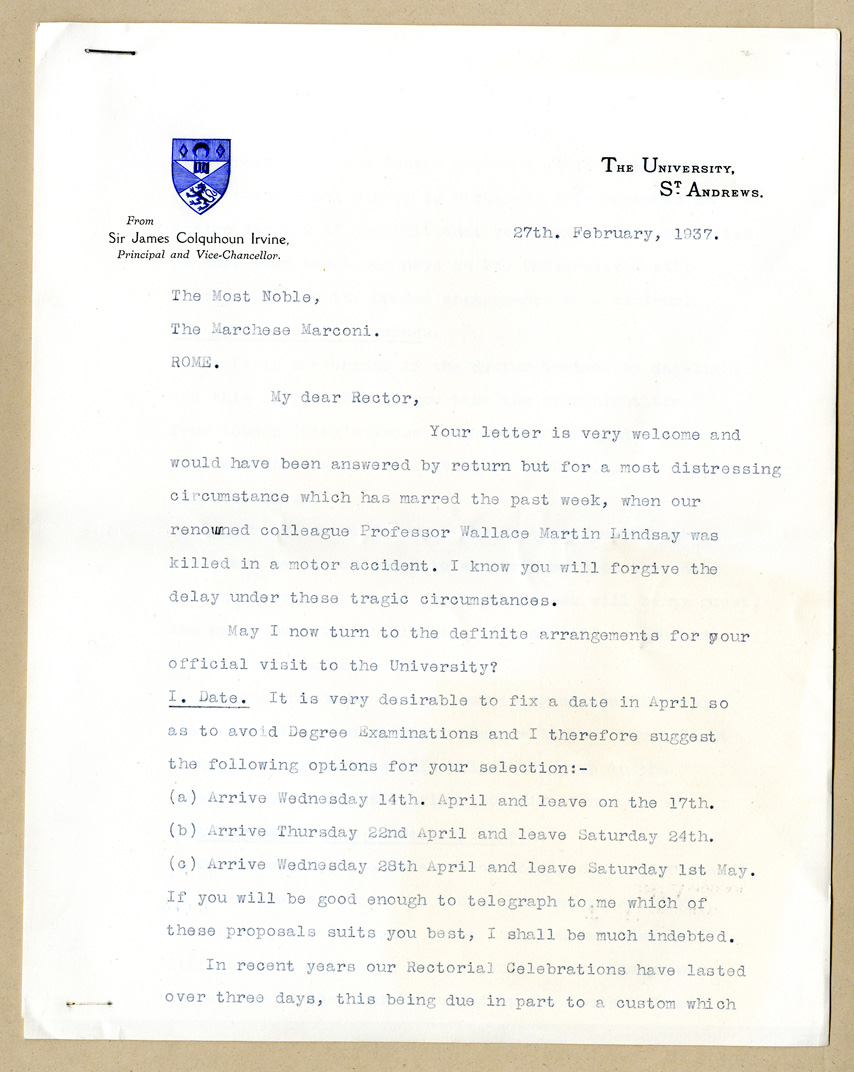 THE UNIVERSITY,
ST ANDREWS.
From
Sir James Colquhoun Irvine,
Principal and Vice-Chancellor.
27th. February, 1937.
The Most Noble,
The Marchese Marconi.
ROME.
My dear Rector,
Your letter is very welcome and
would have been answered by return but for a most distressing
circumstance which has marred the past week, when our
renowned colleague Professor Wallace Martin Lindsay was
killed in a motor accident. I know you will forgive the
delay under these tragic circumstances.
May I now turn to the definite arrangements for your
official visit to the University?
I. Date. It is very desirable to fix a date in April so
as to avoid Degree Examinations and I therefore suggest
the following options for your selection:-
(a) Arrive Wednesday 14th. April and leave on the 17th.
(b) Arrive Thursday 22nd April and leave Saturday 24th.
(c) Arrive Wednesday 28th April and leave Saturday 1st May.
If you will be good enough to telegraph to me which of
these proposals suits you best, I shall be much indebted.
In recent years our Rectorial Celebrations have lasted
over three days, this being due in part to a custom which